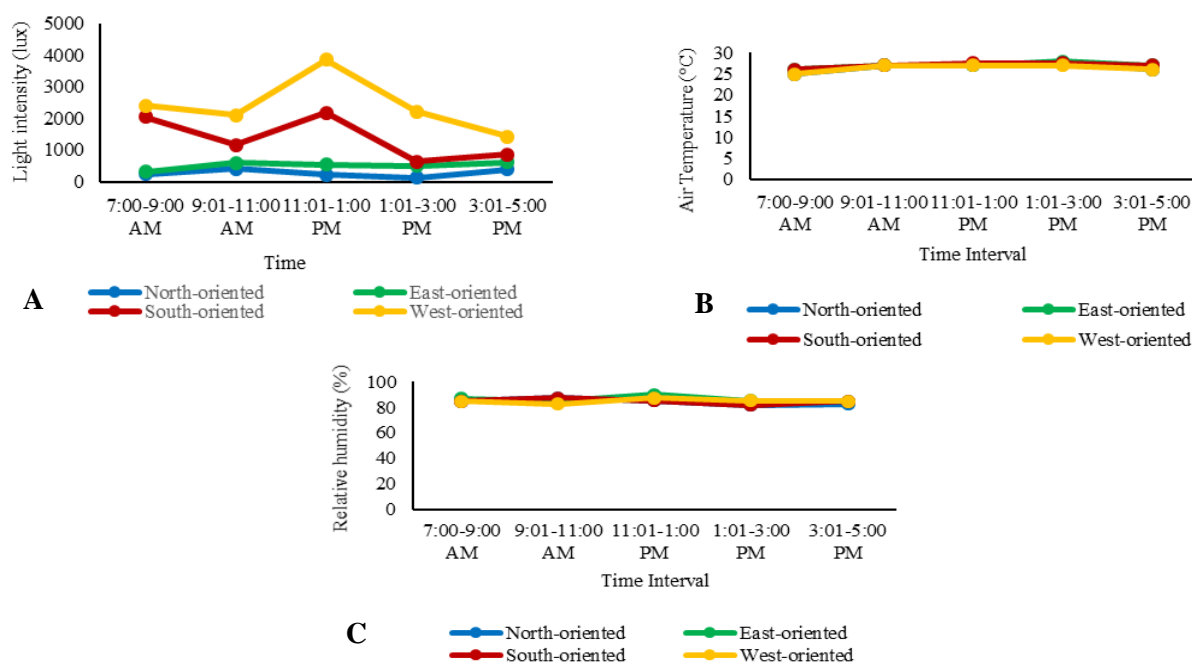 Light intensity (lux)
5000
4000
3000
2000
1000
0
7:00-9:00 9:01-11:00 11:01-1:00 1:01-3:00 3:01-5:00
AM AM PM PM PM
Time
A
North-oriented East-oriented
South-oriented West-oriented
Air Temperature (°C)
30
25
20
15
10
5
0
7:00-9:00 9:01-11:00 11:01-1:00 1:01-3:00 3:01-5:00
AM AM PM PM PM
Time Interval
B
North-oriented East-oriented
South-oriented West-oriented
Relative humidity (%)
100
80
60
40
20
0
7:00-9:00 9:01-11:00 11:01-1:00 1:01-3:00 3:01-5:00
AM AM PM PM PM
Time Interval
C
North-oriented East-oriented
South-oriented West-oriented